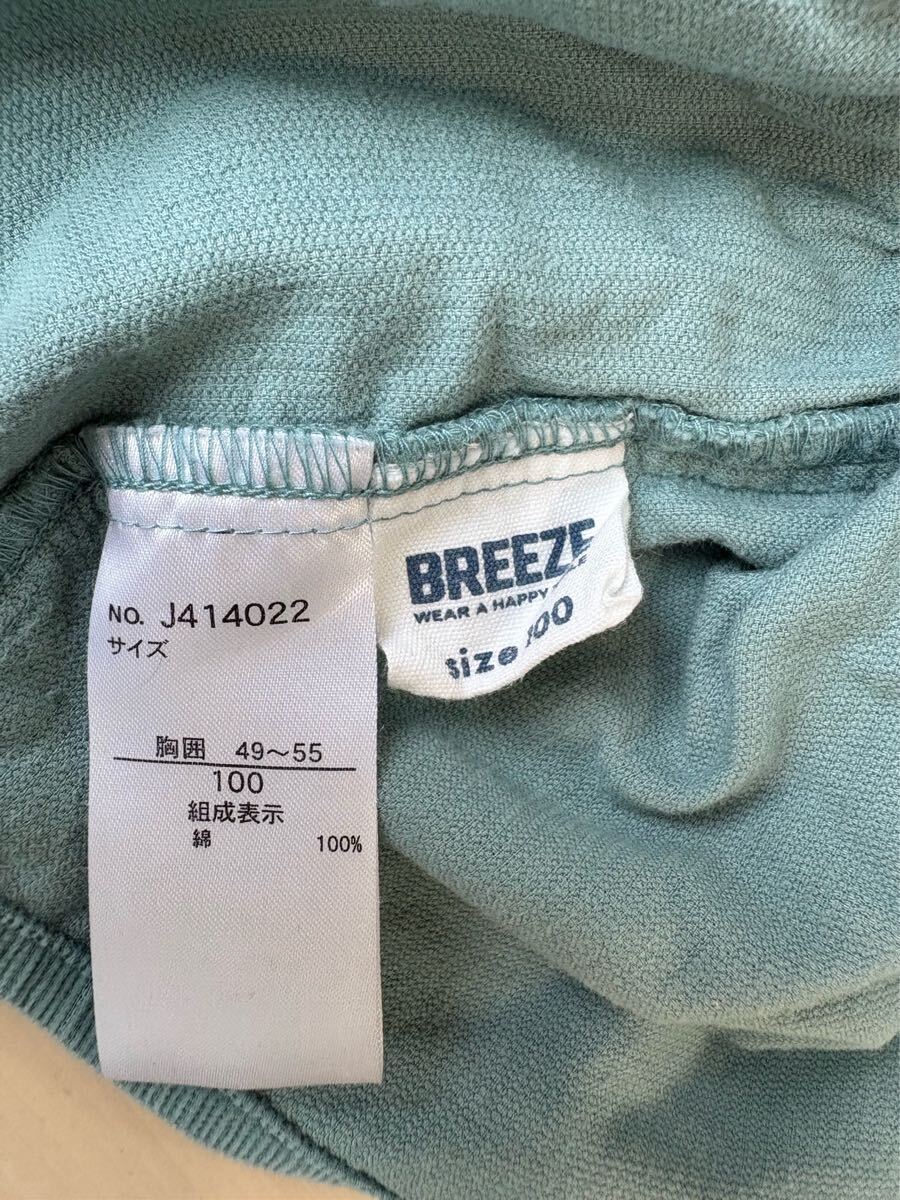 BREEZE
WEAR A HAPPY
size 100
NO. J414022
サイズ
胸囲 49〜55
100
組成表示
綿 100%